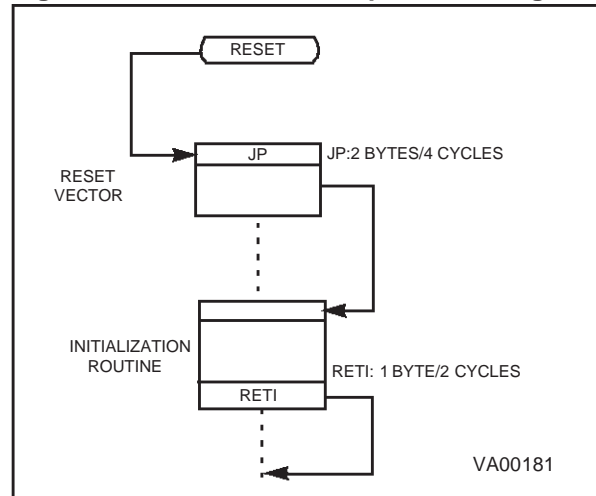 RESET
JP
JP:2 BYTES/4 CYCLES
RESET
VECTOR
INITIALIZATION
ROUTINE
RETI: 1 BYTE/2 CYCLES
RETI
VA00181